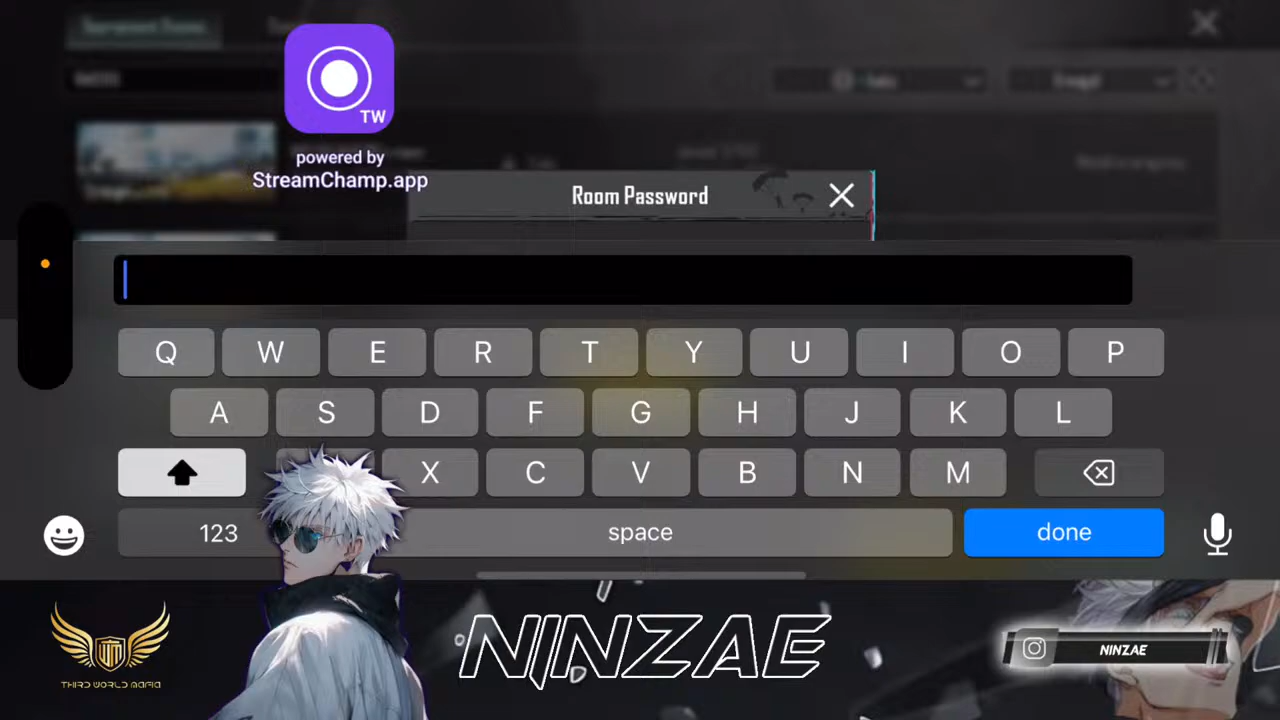 TW
powered by
StreamChamp.app
Room Password
Q W E R T Y U I O P
A S D F G H J K L
X C V B N M
123 space done
THIRD WORLD MAFIA
NINZAE
NINZAE